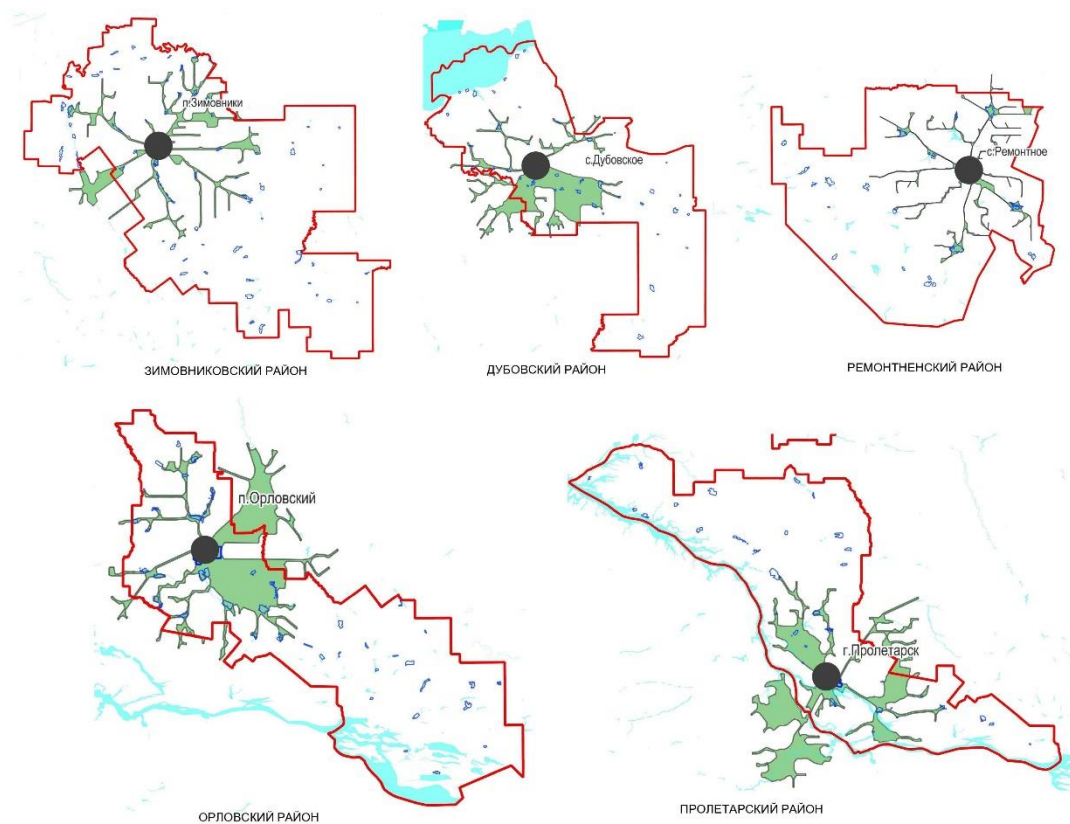 п.Зимовники
с.Дубовское
с.Ремонтное
ЗИМОВНИКОВСКИЙ РАЙОН
ДУБОВСКИЙ РАЙОН
РЕМОНТНЕНСКИЙ РАЙОН
п.Орловский
г.Пролетарск
ОРЛОВСКИЙ РАЙОН
ПРОЛЕТАРСКИЙ РАЙОН